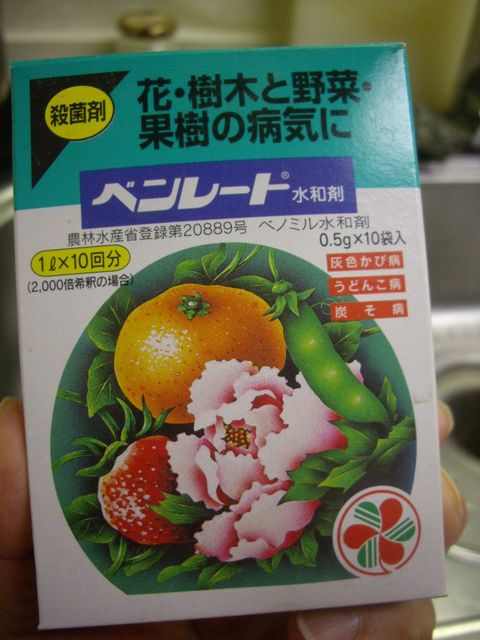 殺菌剤
花・樹木と野菜・
果樹の病気に
ベンレート® 水和剤
農林水産省登録第20889号 ベノミル水和剤
0.5g×10袋入
1ℓ×10回分
(2,000倍希釈の場合)
灰色かび病
うどんこ病
炭そ病